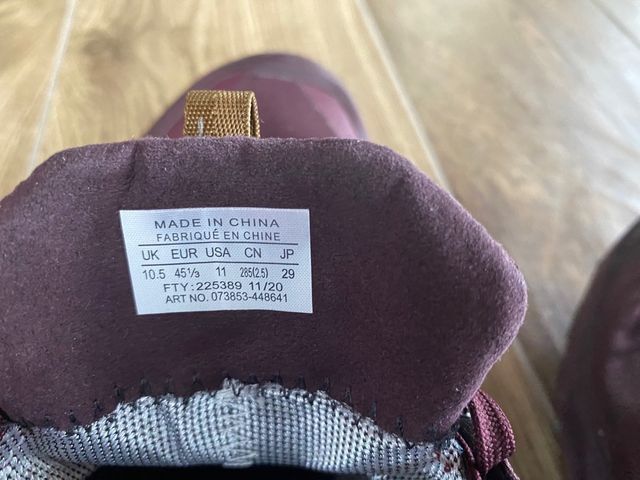 MADE IN CHINA
FABRIQUÉ EN CHINE
UK EUR USA CN JP
10.5 45⅓ 11 285(2.5) 29
FTY: 225389 11/20
ART NO. 073853-448641